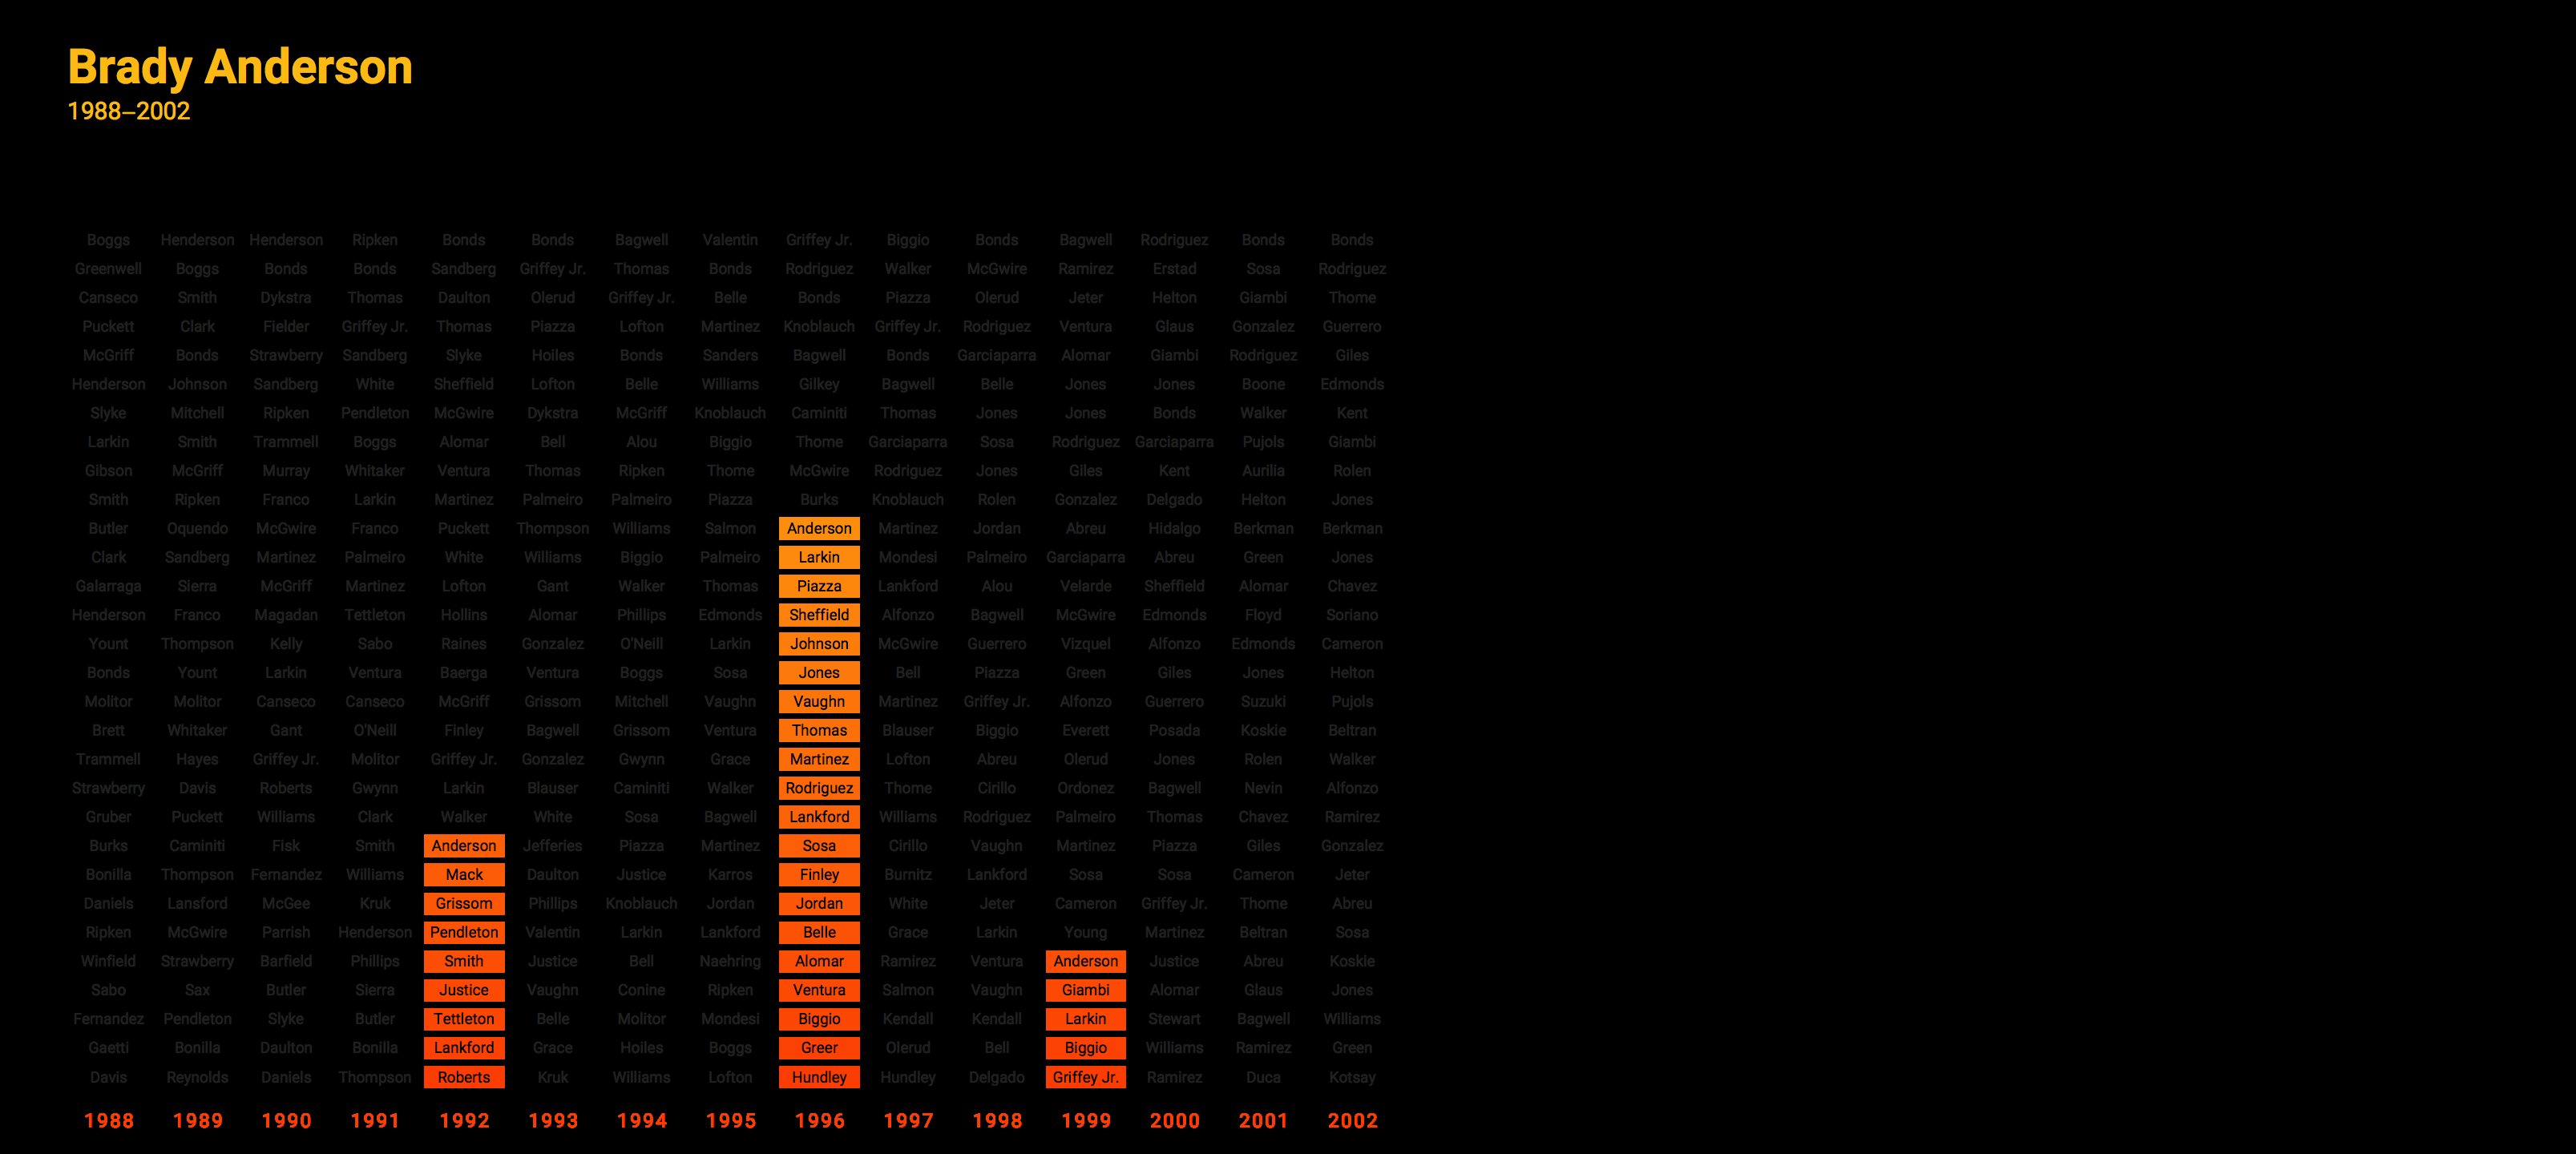 Brady Anderson
1988–2002
Boggs Henderson Henderson Ripken Bonds Bonds Bagwell Valentin Griffey Jr. Biggio Bonds Bagwell Rodriguez Bonds Bonds
Greenwell Boggs Bonds Bonds Sandberg Griffey Jr. Thomas Bonds Rodriguez Walker McGwire Ramirez Erstad Sosa Rodriguez
Canseco Smith Dykstra Thomas Daulton Olerud Griffey Jr. Belle Bonds Piazza Olerud Jeter Helton Giambi Thome
Puckett Clark Fielder Griffey Jr. Thomas Piazza Lofton Martinez Knoblauch Griffey Jr. Rodriguez Ventura Glaus Gonzalez Guerrero
McGriff Bonds Strawberry Sandberg Slyke Hoiles Bonds Sanders Bagwell Bonds Garciaparra Alomar Giambi Rodriguez Giles
Henderson Johnson Sandberg White Sheffield Lofton Belle Williams Gilkey Bagwell Belle Jones Jones Boone Edmonds
Slyke Mitchell Ripken Pendleton McGwire Dykstra McGriff Knoblauch Caminiti Thomas Jones Jones Bonds Walker Kent
Larkin Smith Trammell Boggs Alomar Bell Alou Biggio Thome Garciaparra Sosa Rodriguez Garciaparra Pujols Giambi
Gibson McGriff Murray Whitaker Ventura Thomas Ripken Thome McGwire Rodriguez Jones Giles Kent Aurilia Rolen
Smith Ripken Franco Larkin Martinez Palmeiro Palmeiro Piazza Burks Knoblauch Rolen Gonzalez Delgado Helton Jones
Butler Oquendo McGwire Franco Puckett Thompson Williams Salmon Anderson Martinez Jordan Abreu Hidalgo Berkman Berkman
Clark Sandberg Martinez Palmeiro White Williams Biggio Palmeiro Larkin Mondesi Palmeiro Garciaparra Abreu Green Jones
Galarraga Sierra McGriff Martinez Lofton Gant Walker Thomas Piazza Lankford Alou Velarde Sheffield Alomar Chavez
Henderson Franco Magadan Tettleton Hollins Alomar Phillips Edmonds Sheffield Alfonzo Bagwell McGwire Edmonds Floyd Soriano
Yount Thompson Kelly Sabo Raines Gonzalez O'Neill Larkin Johnson McGwire Guerrero Vizquel Alfonzo Edmonds Cameron
Bonds Yount Larkin Ventura Baerga Ventura Boggs Sosa Jones Bell Piazza Green Giles Jones Helton
Molitor Molitor Canseco Canseco McGriff Grissom Mitchell Vaughn Vaughn Martinez Griffey Jr. Alfonzo Guerrero Suzuki Pujols
Brett Whitaker Gant O'Neill Finley Bagwell Grissom Ventura Thomas Blauser Biggio Everett Posada Koskie Beltran
Trammell Hayes Griffey Jr. Molitor Griffey Jr. Gonzalez Gwynn Grace Martinez Lofton Abreu Olerud Jones Rolen Walker
Strawberry Davis Roberts Gwynn Larkin Blauser Caminiti Walker Rodriguez Thome Cirillo Ordonez Bagwell Nevin Alfonzo
Gruber Puckett Williams Clark Walker White Sosa Bagwell Lankford Williams Rodriguez Palmeiro Thomas Chavez Ramirez
Burks Caminiti Fisk Smith Anderson Jefferies Piazza Martinez Sosa Cirillo Vaughn Martinez Piazza Giles Gonzalez
Bonilla Thompson Fernandez Williams Mack Daulton Justice Karros Finley Burnitz Lankford Sosa Sosa Cameron Jeter
Daniels Lansford McGee Kruk Grissom Phillips Knoblauch Jordan Jordan White Jeter Cameron Griffey Jr. Thome Abreu
Ripken McGwire Parrish Henderson Pendleton Valentin Larkin Lankford Belle Grace Larkin Young Martinez Beltran Sosa
Winfield Strawberry Barfield Phillips Smith Justice Bell Naehring Alomar Ramirez Ventura Anderson Justice Abreu Koskie
Sabo Sax Butler Sierra Justice Vaughn Conine Ripken Ventura Salmon Vaughn Giambi Alomar Glaus Jones
Fernandez Pendleton Slyke Butler Tettleton Belle Molitor Mondesi Biggio Kendall Kendall Larkin Stewart Bagwell Williams
Gaetti Bonilla Daulton Bonilla Lankford Grace Hoiles Boggs Greer Olerud Bell Biggio Williams Ramirez Green
Davis Reynolds Daniels Thompson Roberts Kruk Williams Lofton Hundley Hundley Delgado Griffey Jr. Ramirez Duca Kotsay
1988 1989 1990 1991 1992 1993 1994 1995 1996 1997 1998 1999 2000 2001 2002